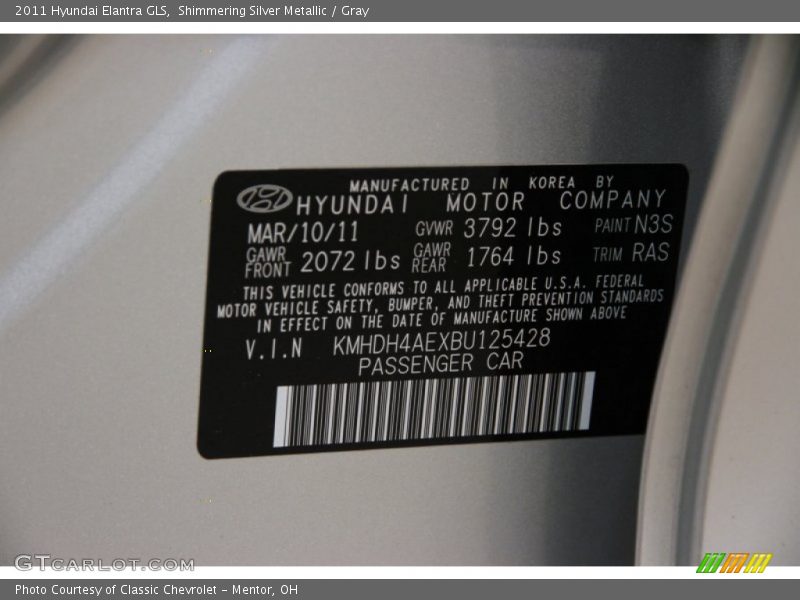 2011 Hyundai Elantra GLS,  Shimmering Silver Metallic / Gray
MANUFACTURED IN KOREA BY
HYUNDAI MOTOR COMPANY
MAR/10/11 GVWR 3792 lbs PAINT N3S
GAWR FRONT 2072 lbs GAWR REAR 1764 lbs TRIM RAS
THIS VEHICLE CONFORMS TO ALL APPLICABLE U.S.A. FEDERAL
MOTOR VEHICLE SAFETY, BUMPER, AND THEFT PREVENTION STANDARDS
IN EFFECT ON THE DATE OF MANUFACTURE SHOWN ABOVE
V.I.N KMHDH4AEXBU125428
PASSENGER CAR
GTCARLOT.COM
Photo Courtesy of Classic Chevrolet - Mentor, OH